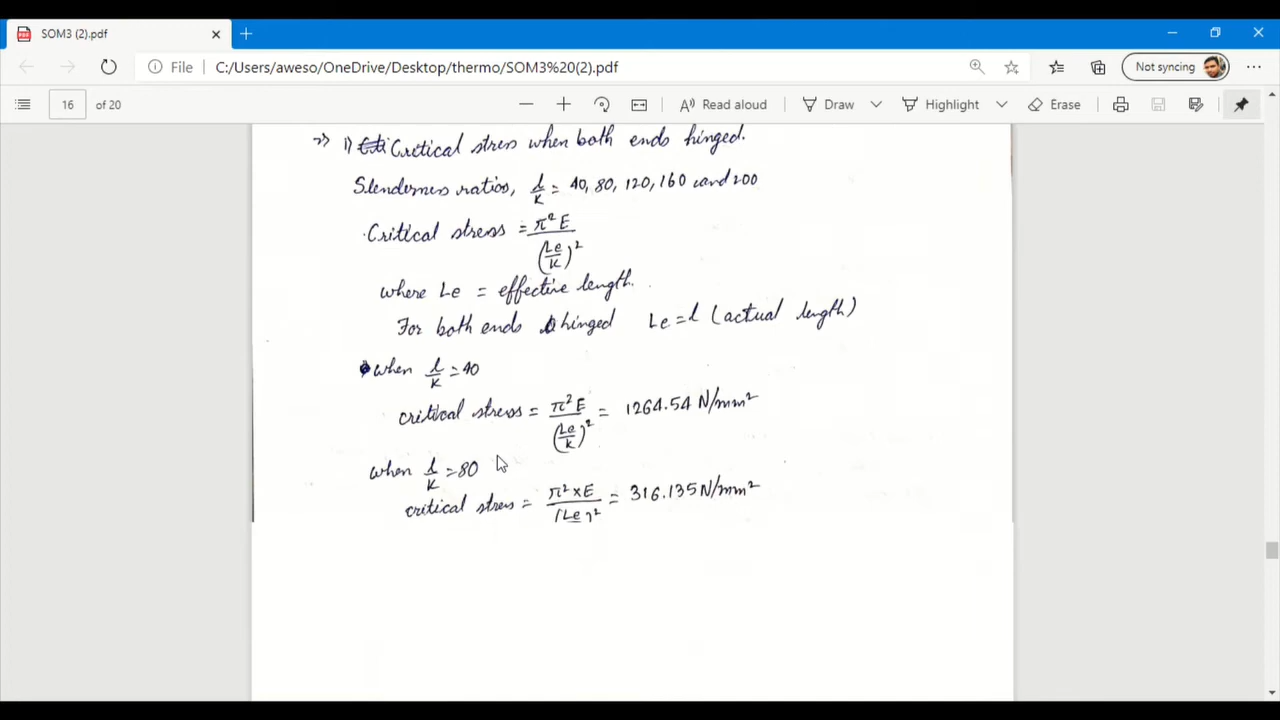 SOM3 (2).pdf
File C:/Users/aweso/OneDrive/Desktop/thermo/SOM3%20(2).pdf Not syncing
16 of 20 Read aloud Draw Highlight Erase
⇒ 1) Critical stress when both ends hinged.
Slenderness ratios, l/K = 40, 80, 120, 160 and 200
Critical stress = π²E/(Le/K)²
where Le = effective length.
For both ends hinged Le = l (actual length)
when l/K = 40
critical stress = π²E/(Le/K)² = 1264.54 N/mm²
when l/K = 80
critical stress = π²×E/(Le)² = 316.135 N/mm²